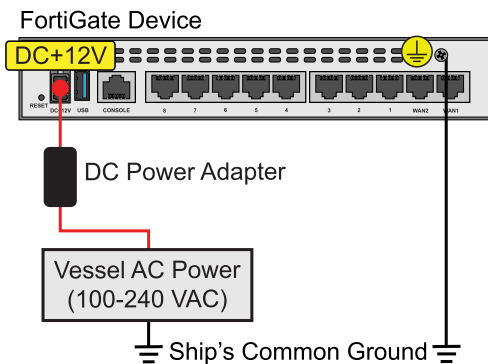 FortiGate Device
DC+12V
RESET
DC+12V
USB
CONSOLE
8
7
6
5
4
3
2
1
WAN2
WAN1
DC Power Adapter
Vessel AC Power
(100-240 VAC)
Ship's Common Ground